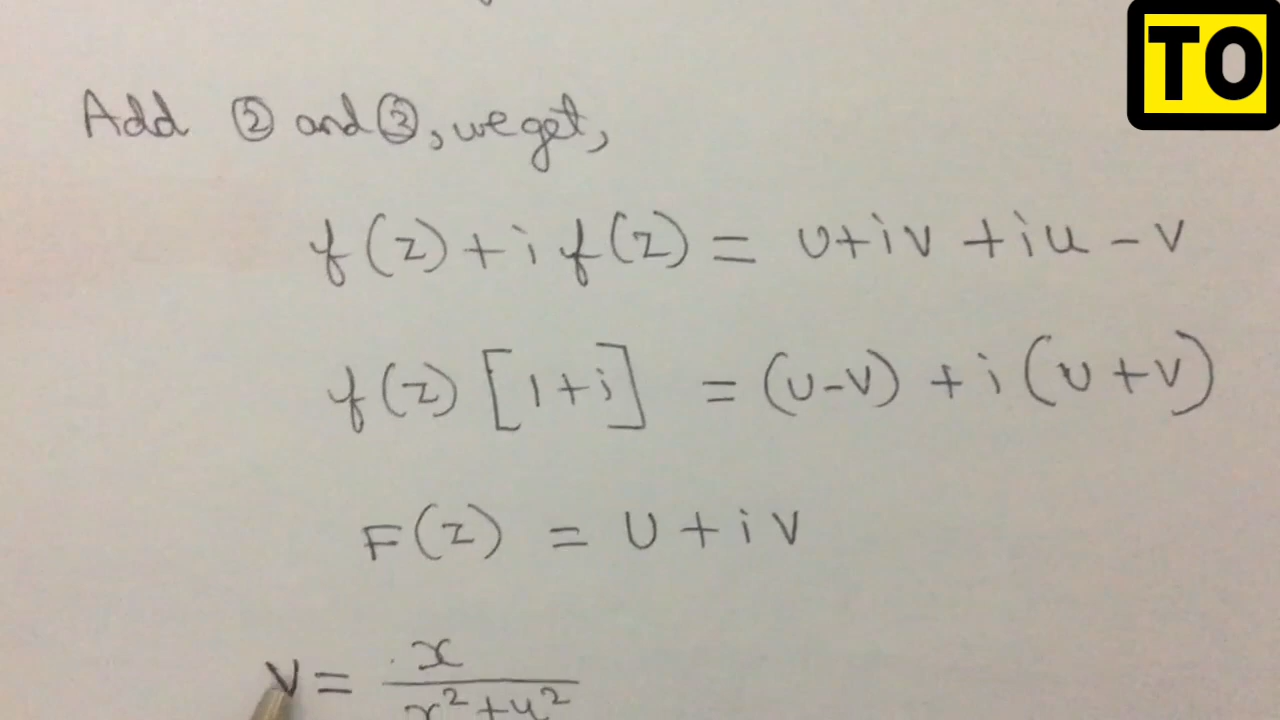 TO
Add ② and ③, we get,
f(z) + i f(z) = u + iv + iu - v
f(z) [1+i] = (u-v) + i (u+v)
F(z) = U + i V
V = x / x² + y²